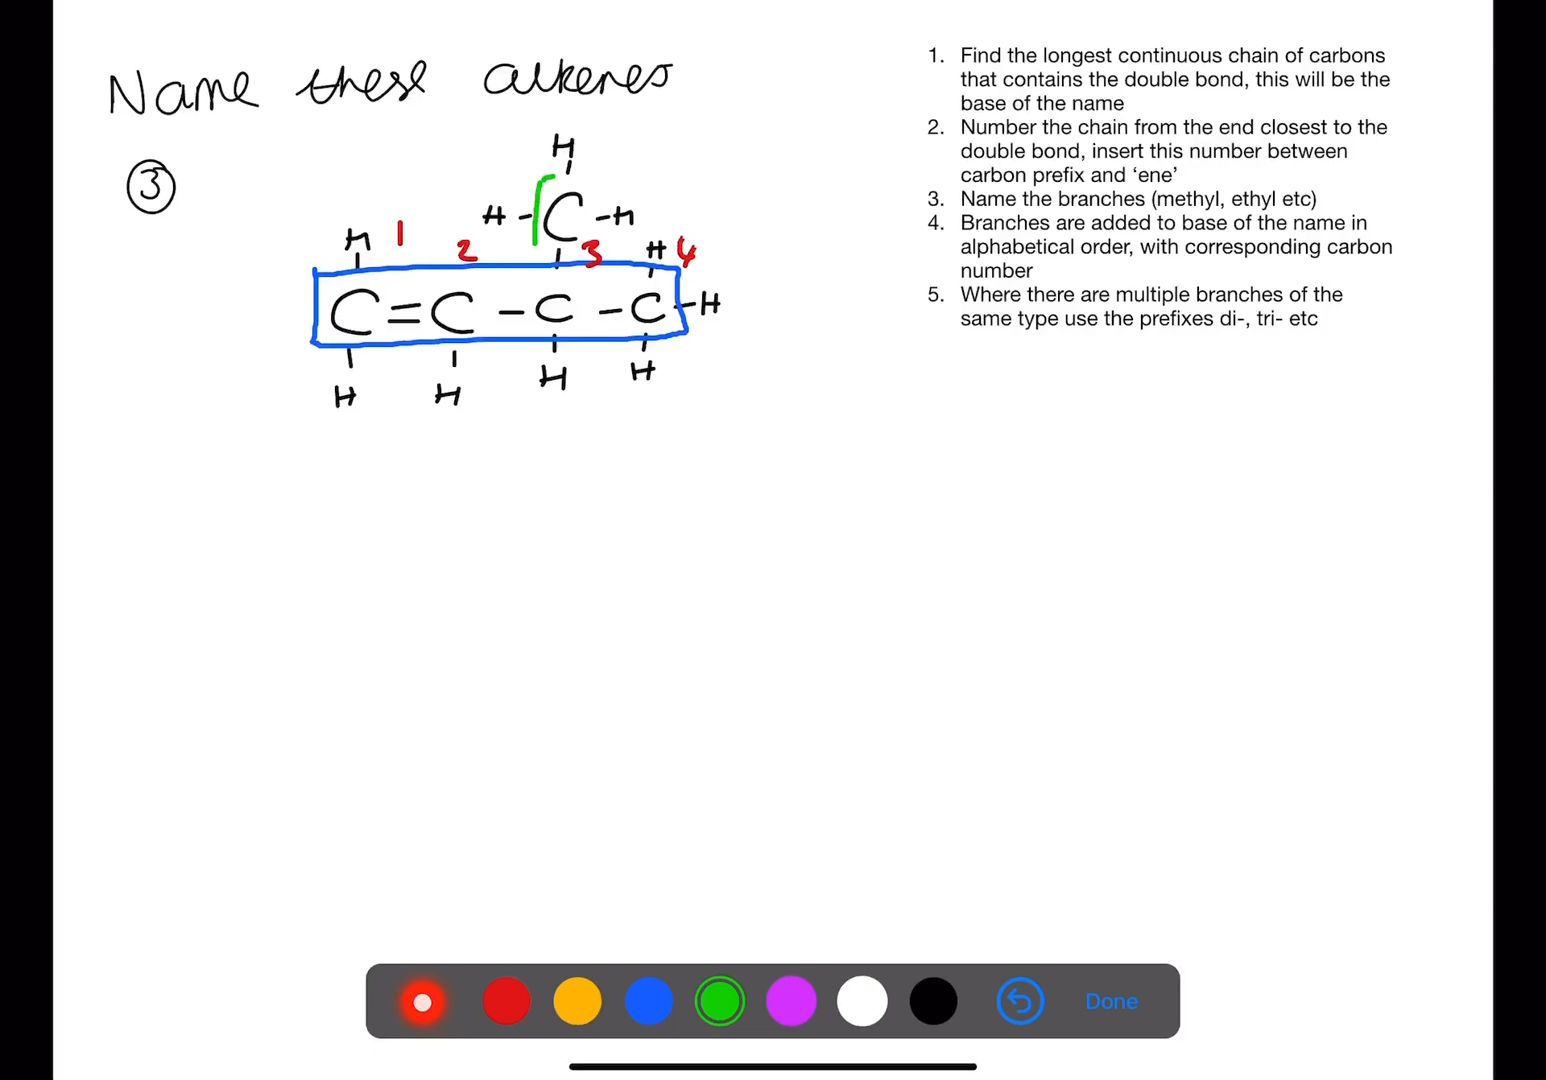 Name these alkenes
3
H
H - C - H
H 1 2 3 H 4
C = C - C - C - H
H H H H
1. Find the longest continuous chain of carbons
that contains the double bond, this will be the
base of the name
2. Number the chain from the end closest to the
double bond, insert this number between
carbon prefix and ‘ene’
3. Name the branches (methyl, ethyl etc)
4. Branches are added to base of the name in
alphabetical order, with corresponding carbon
number
5. Where there are multiple branches of the
same type use the prefixes di-, tri- etc
Done